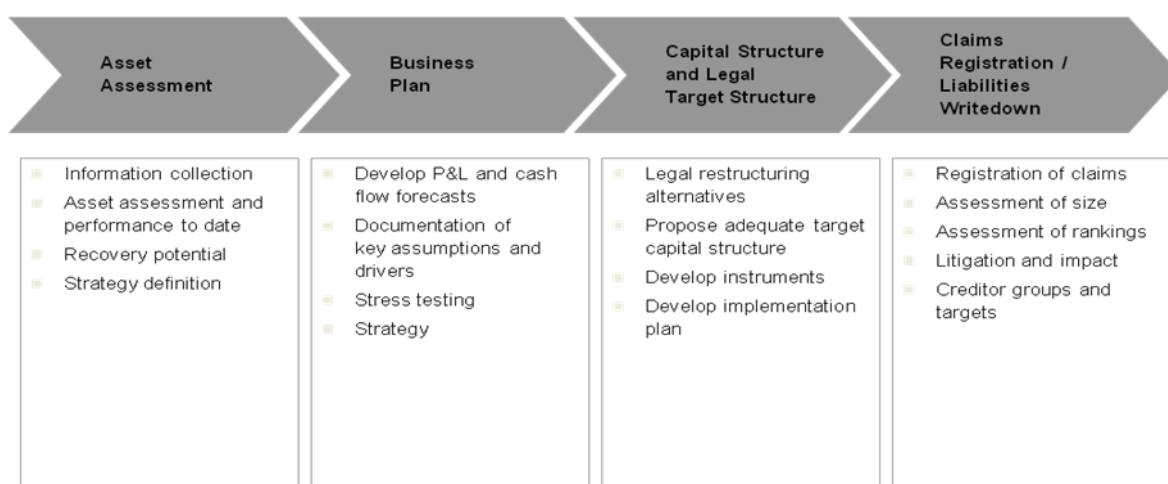 Asset
Assessment
Business
Plan
Capital Structure
and Legal
Target Structure
Claims
Registration /
Liabilities
Writedown
Information collection
Asset assessment and
performance to date
Recovery potential
Strategy definition
Develop P&L and cash
flow forecasts
Documentation of
key assumptions and
drivers
Stress testing
Strategy
Legal restructuring
alternatives
Propose adequate target
capital structure
Develop instruments
Develop implementation
plan
Registration of claims
Assessment of size
Assessment of rankings
Litigation and impact
Creditor groups and
targets